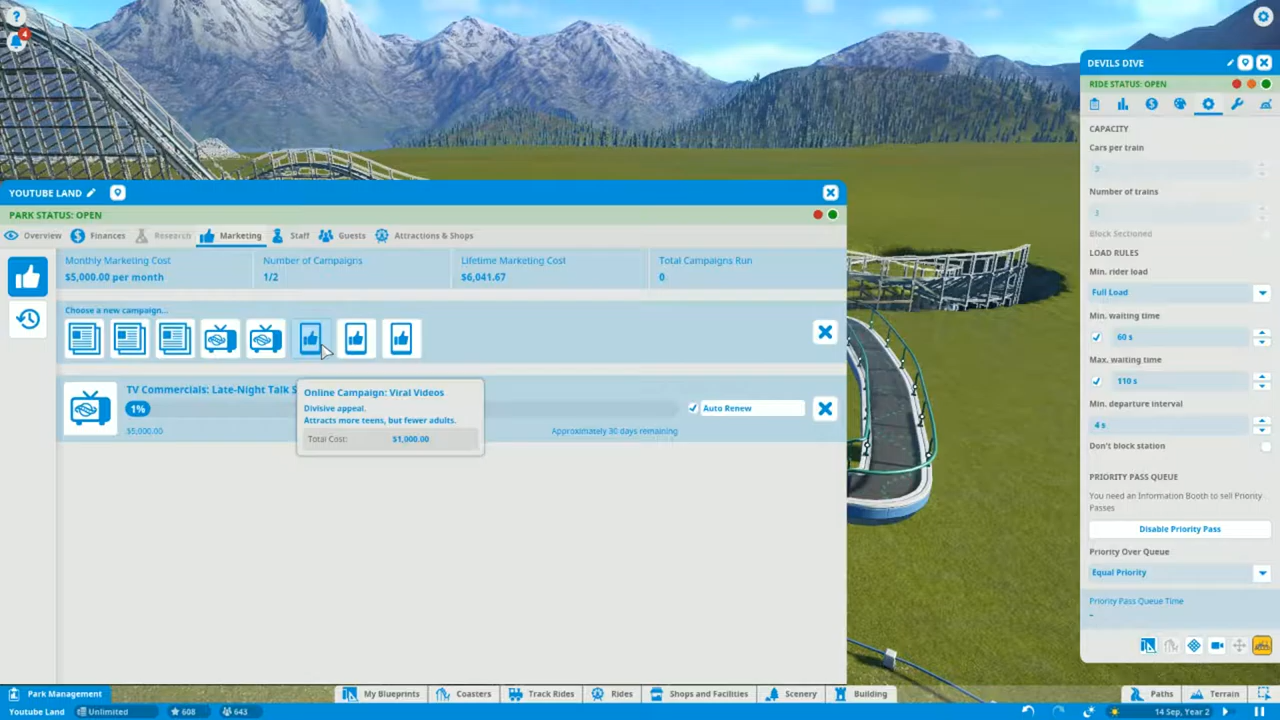 ?
4
YOUTUBE LAND
PARK STATUS: OPEN
Overview Finances Research Marketing Staff Guests Attractions & Shops
Monthly Marketing Cost
$5,000.00 per month
Number of Campaigns
1/2
Lifetime Marketing Cost
$6,041.67
Total Campaigns Run
0
Choose a new campaign...
TV Commercials: Late-Night Talk S
1%
$5,000.00
Auto Renew
Approximately 30 days remaining
Online Campaign: Viral Videos
Divisive appeal.
Attracts more teens, but fewer adults.
Total Cost: $1,000.00
DEVILS DIVE
RIDE STATUS: OPEN
CAPACITY
Cars per train
Number of trains
Block Sectioned
LOAD RULES
Min. rider load
Full Load
Min. waiting time
60 s
Max. waiting time
110 s
Min. departure interval
4 s
Don't block station
PRIORITY PASS QUEUE
You need an Information Booth to sell Priority
Passes
Disable Priority Pass
Priority Over Queue
Equal Priority
Priority Pass Queue Time
-
Park Management My Blueprints Coasters Track Rides Rides Shops and Facilities Scenery Building Paths Terrain
Youtube Land Unlimited 608 643 14 Sep, Year 2